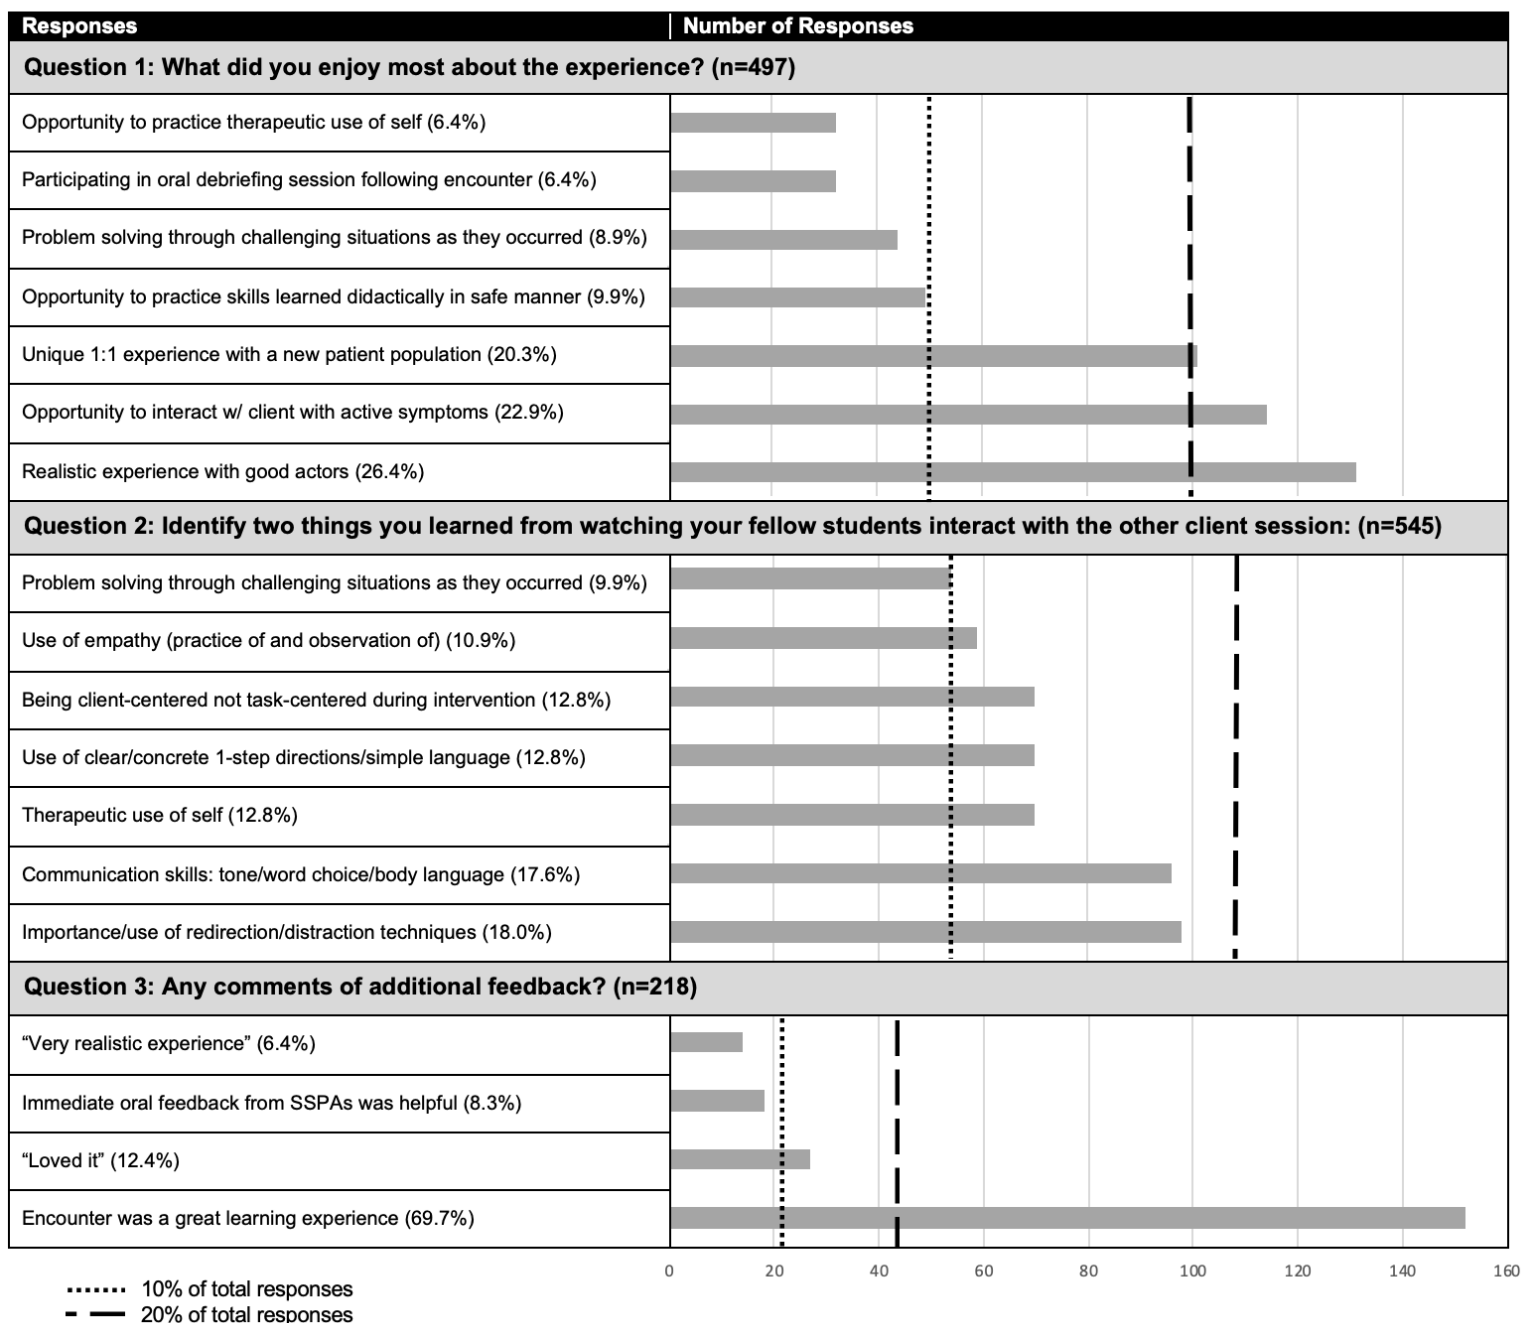 Responses
Number of Responses
Question 1: What did you enjoy most about the experience? (n=497)
Opportunity to practice therapeutic use of self (6.4%)
Participating in oral debriefing session following encounter (6.4%)
Problem solving through challenging situations as they occurred (8.9%)
Opportunity to practice skills learned didactically in safe manner (9.9%)
Unique 1:1 experience with a new patient population (20.3%)
Opportunity to interact w/ client with active symptoms (22.9%)
Realistic experience with good actors (26.4%)
Question 2: Identify two things you learned from watching your fellow students interact with the other client session: (n=545)
Problem solving through challenging situations as they occurred (9.9%)
Use of empathy (practice of and observation of) (10.9%)
Being client-centered not task-centered during intervention (12.8%)
Use of clear/concrete 1-step directions/simple language (12.8%)
Therapeutic use of self (12.8%)
Communication skills: tone/word choice/body language (17.6%)
Importance/use of redirection/distraction techniques (18.0%)
Question 3: Any comments of additional feedback? (n=218)
“Very realistic experience” (6.4%)
Immediate oral feedback from SSPAs was helpful (8.3%)
“Loved it” (12.4%)
Encounter was a great learning experience (69.7%)
0 20 40 60 80 100 120 140 160
10% of total responses
20% of total responses